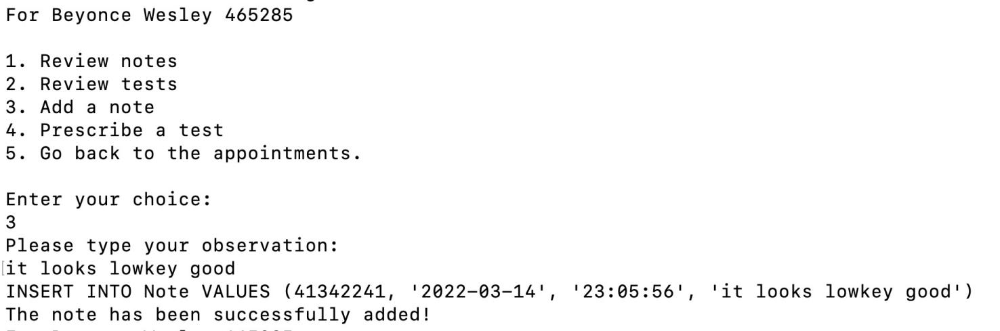 For Beyonce Wesley 465285
1. Review notes
2. Review tests
3. Add a note
4. Prescribe a test
5. Go back to the appointments.
Enter your choice:
3
Please type your observation:
it looks lowkey good
INSERT INTO Note VALUES (41342241, '2022-03-14', '23:05:56', 'it looks lowkey good')
The note has been successfully added!